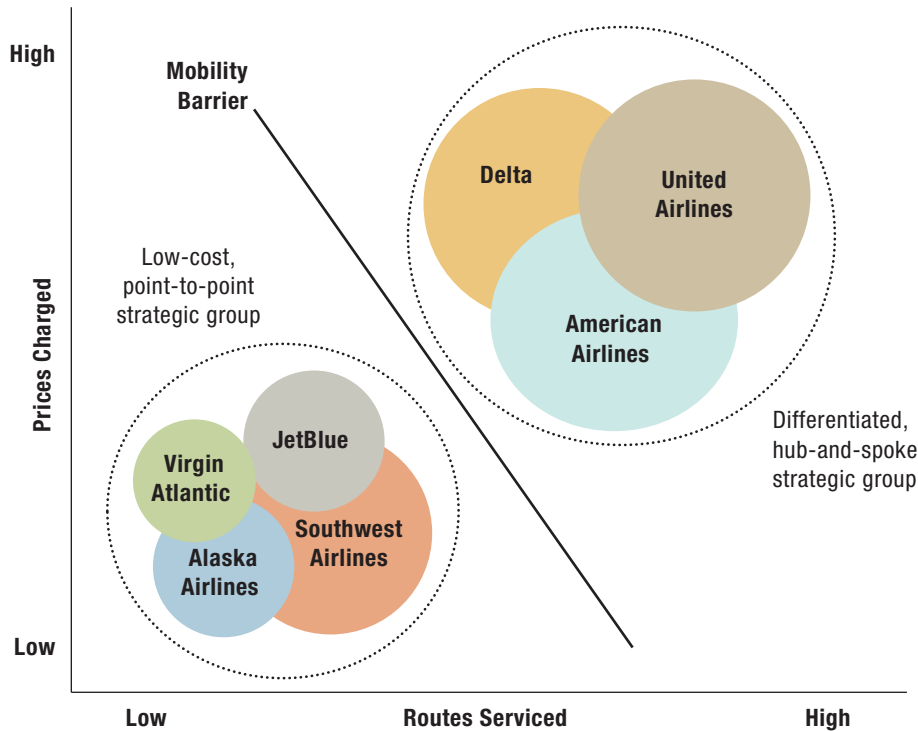 High
Mobility
Barrier
Delta
United
Airlines
Low-cost,
point-to-point
strategic group
American
Airlines
Prices Charged
Differentiated,
hub-and-spoke
strategic group
JetBlue
Virgin
Atlantic
Southwest
Airlines
Alaska
Airlines
Low
Low
Routes Serviced
High